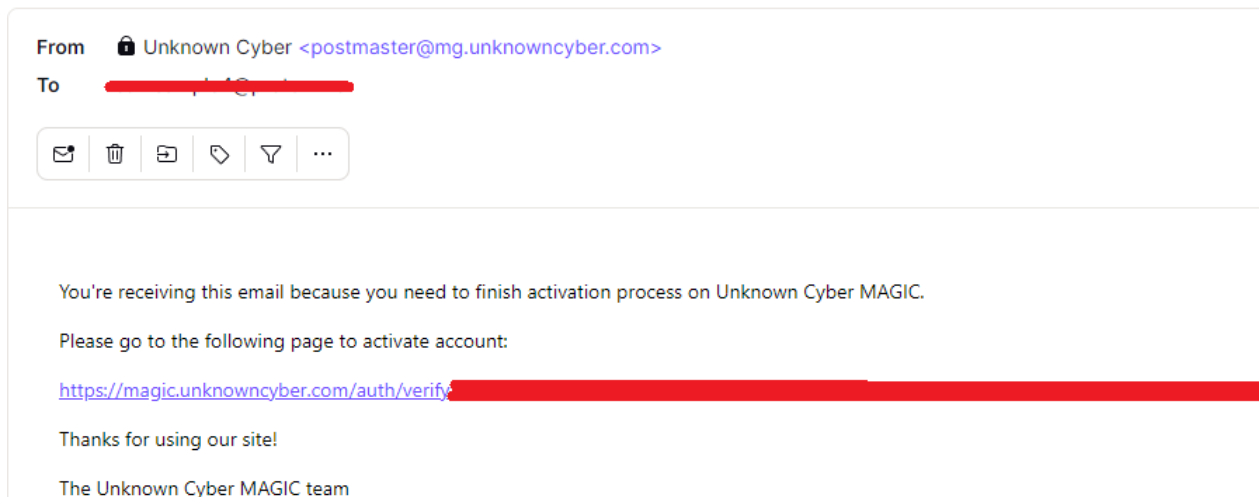 From Unknown Cyber <postmaster@mg.unknowncyber.com>
To
You're receiving this email because you need to finish activation process on Unknown Cyber MAGIC.
Please go to the following page to activate account:
https://magic.unknowncyber.com/auth/verify
Thanks for using our site!
The Unknown Cyber MAGIC team